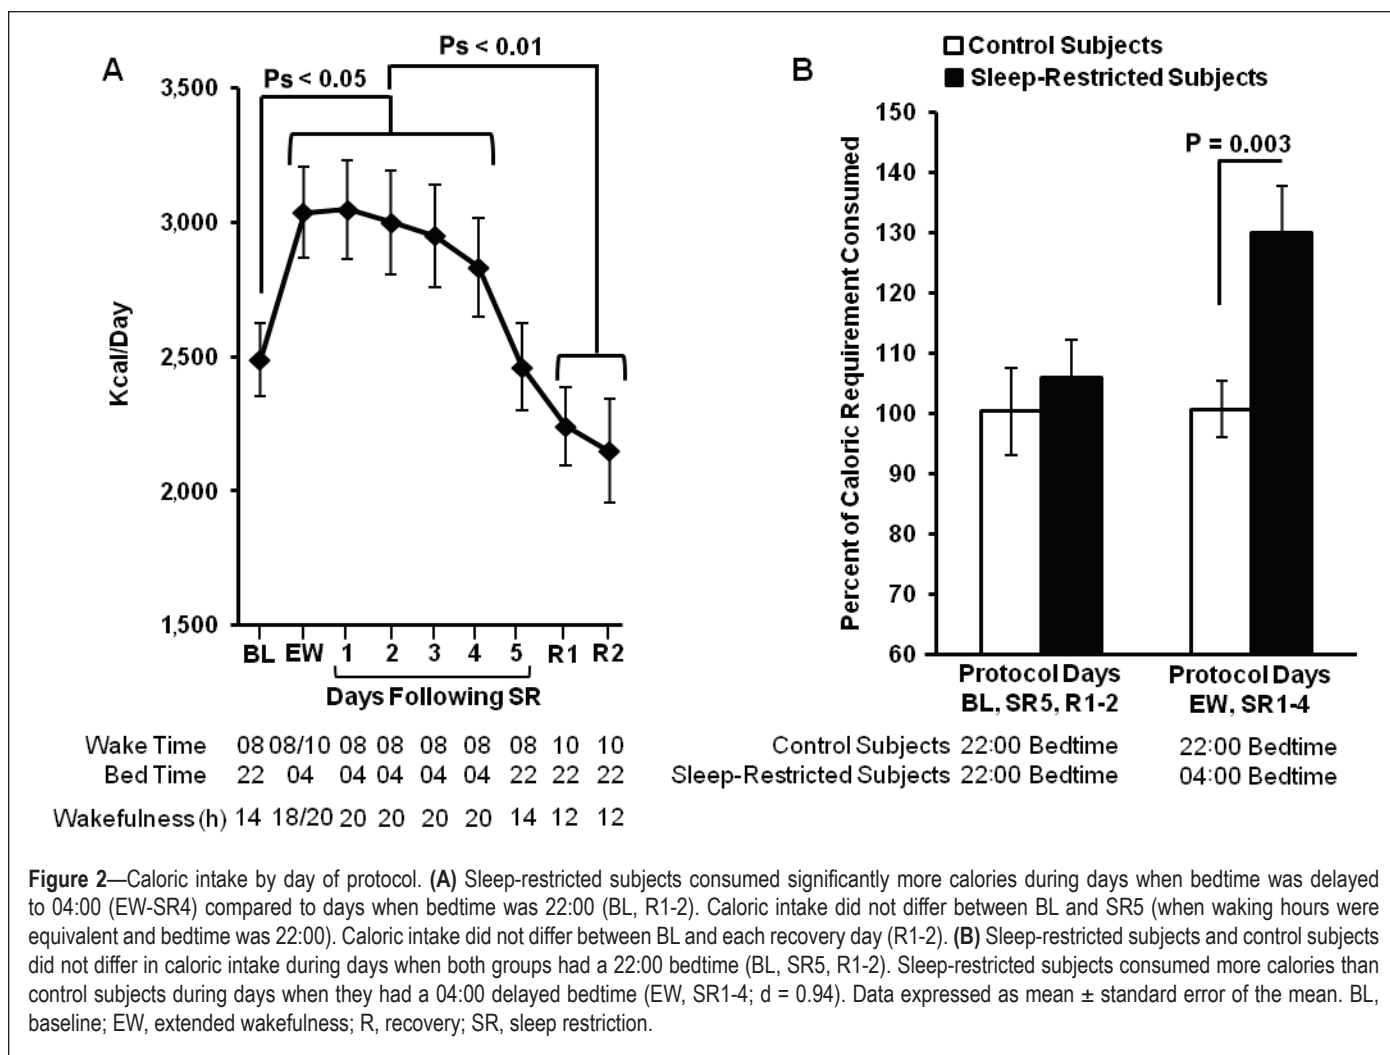 A
Ps < 0.01
Ps < 0.05
3,500
3,000
2,500
2,000
1,500
Kcal/Day
BL EW 1 2 3 4 5 R1 R2
Days Following SR
Wake Time 08 08/10 08 08 08 08 08 10 10
Bed Time 22 04 04 04 04 04 22 22 22
Wakefulness (h) 14 18/20 20 20 20 20 14 12 12
B
Control Subjects
Sleep-Restricted Subjects
P = 0.003
150
140
130
120
110
100
90
80
70
60
Percent of Caloric Requirement Consumed
Protocol Days Protocol Days
BL, SR5, R1-2 EW, SR1-4
Control Subjects 22:00 Bedtime 22:00 Bedtime
Sleep-Restricted Subjects 22:00 Bedtime 04:00 Bedtime
Figure 2—Caloric intake by day of protocol. (A) Sleep-restricted subjects consumed significantly more calories during days when bedtime was delayed
to 04:00 (EW-SR4) compared to days when bedtime was 22:00 (BL, R1-2). Caloric intake did not differ between BL and SR5 (when waking hours were
equivalent and bedtime was 22:00). Caloric intake did not differ between BL and each recovery day (R1-2). (B) Sleep-restricted subjects and control subjects
did not differ in caloric intake during days when both groups had a 22:00 bedtime (BL, SR5, R1-2). Sleep-restricted subjects consumed more calories than
control subjects during days when they had a 04:00 delayed bedtime (EW, SR1-4; d = 0.94). Data expressed as mean ± standard error of the mean. BL,
baseline; EW, extended wakefulness; R, recovery; SR, sleep restriction.